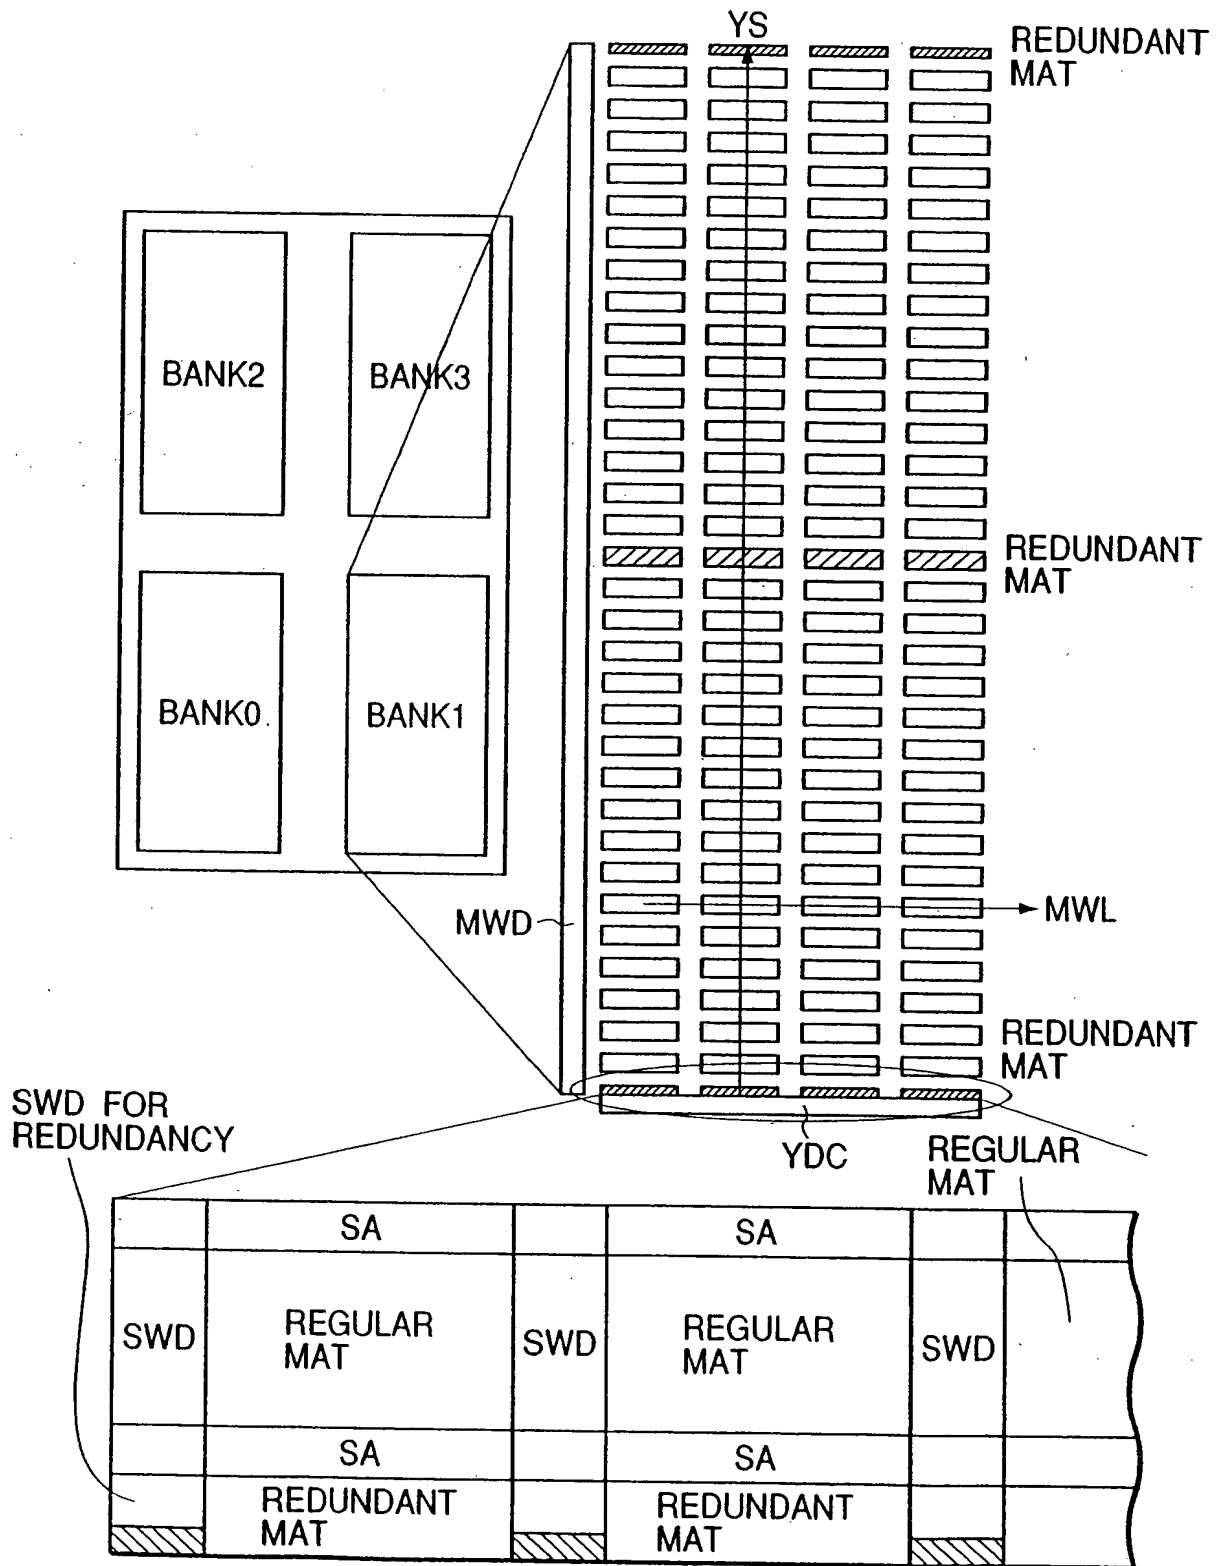 YS
REDUNDANT
MAT
BANK2
BANK3
REDUNDANT
MAT
BANK0
BANK1
MWD
MWL
REDUNDANT
MAT
SWD FOR
REDUNDANCY
YDC
REGULAR
MAT
SA
SA
SWD
REGULAR
MAT
SWD
REGULAR
MAT
SWD
SA
SA
REDUNDANT
MAT
REDUNDANT
MAT